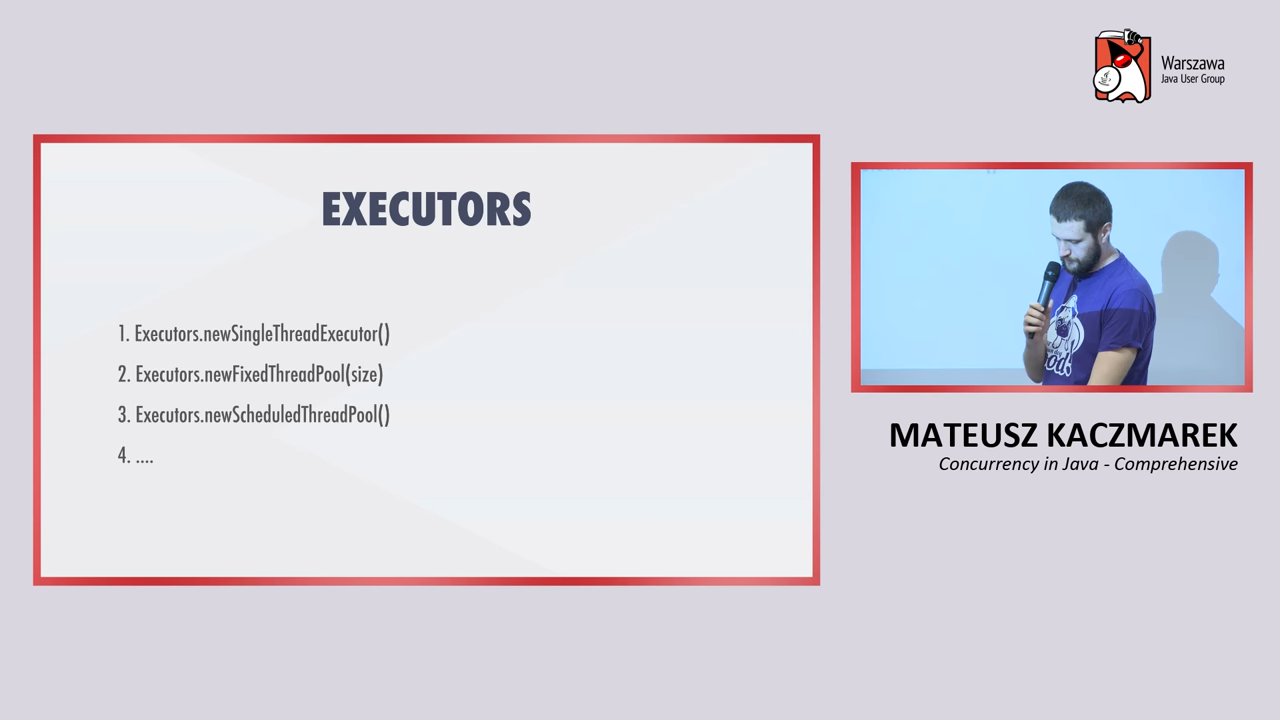 Warszawa
Java User Group
EXECUTORS
1. Executors.newSingleThreadExecutor()
2. Executors.newFixedThreadPool(size)
3. Executors.newScheduledThreadPool()
4. ....
MATEUSZ KACZMAREK
Concurrency in Java - Comprehensive